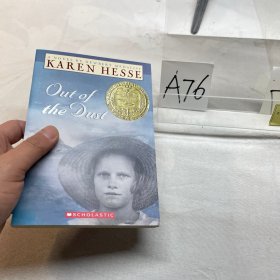 KAREN HESSE
Out of
the Dust
SCHOLASTIC
A76